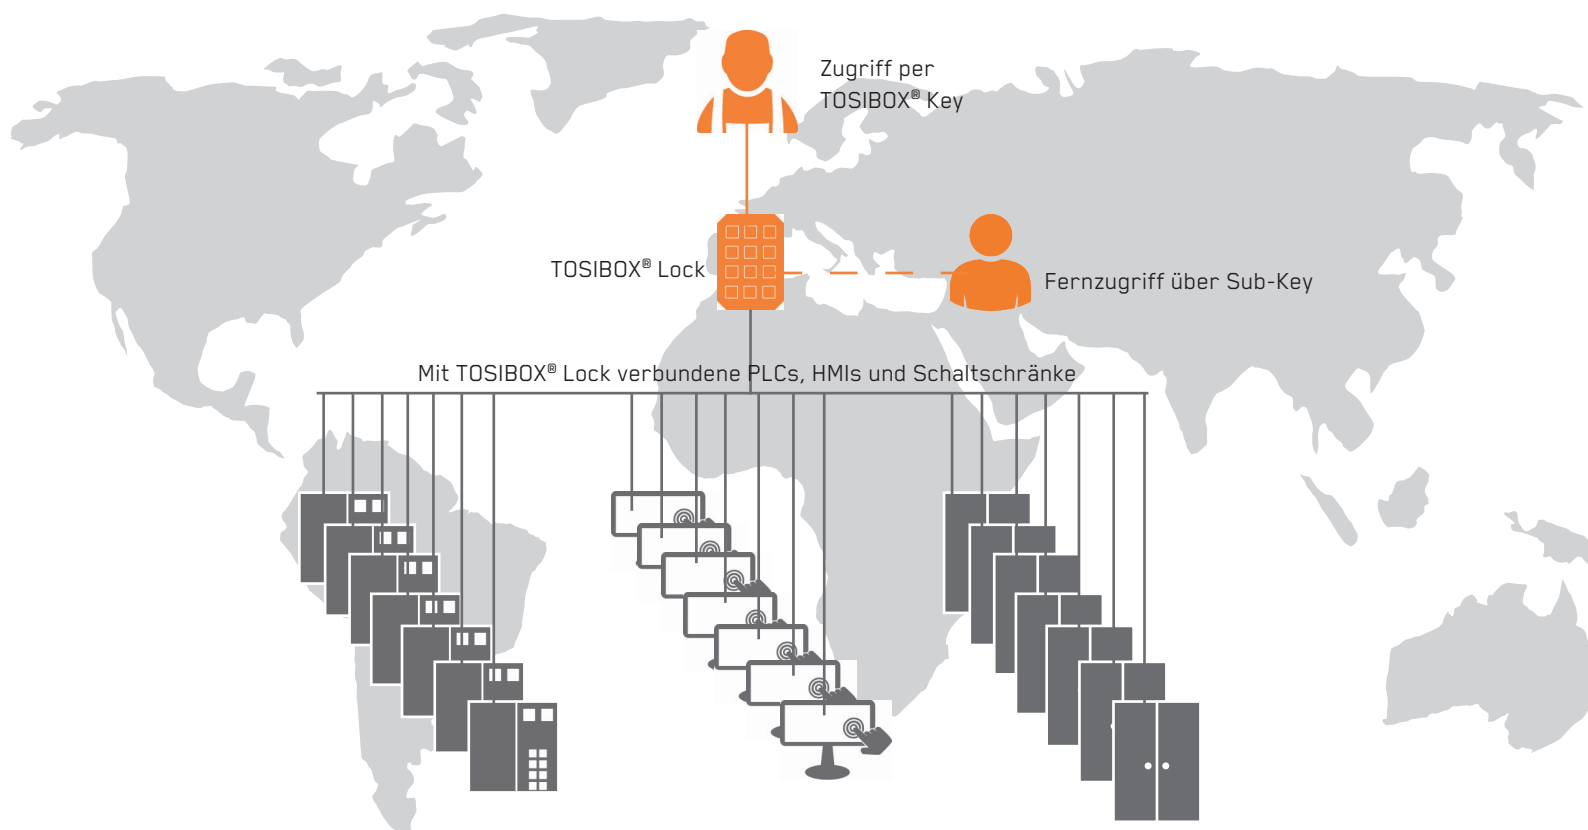 Zugriff per
TOSIBOX® Key
TOSIBOX® Lock
Fernzugriff über Sub-Key
Mit TOSIBOX® Lock verbundene PLCs, HMIs und Schaltschränke